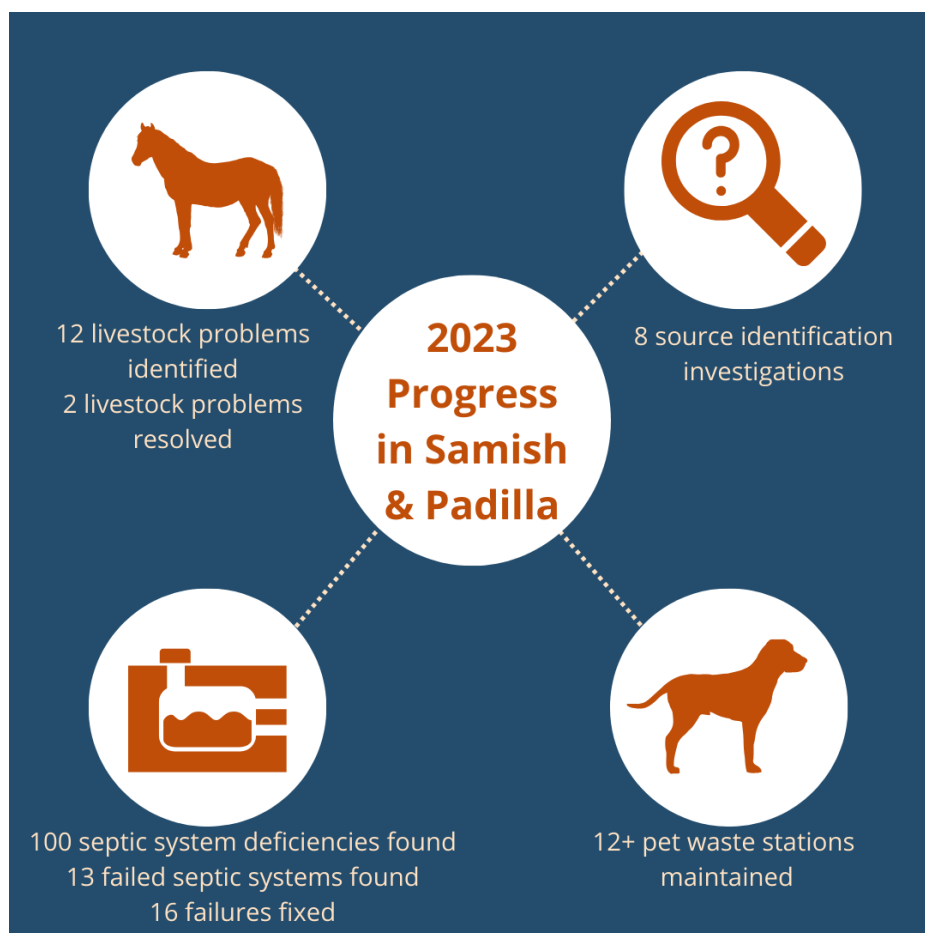 12 livestock problems
identified
2 livestock problems
resolved
?
8 source identification
investigations
2023
Progress
in Samish
& Padilla
100 septic system deficiencies found
13 failed septic systems found
16 failures fixed
12+ pet waste stations
maintained